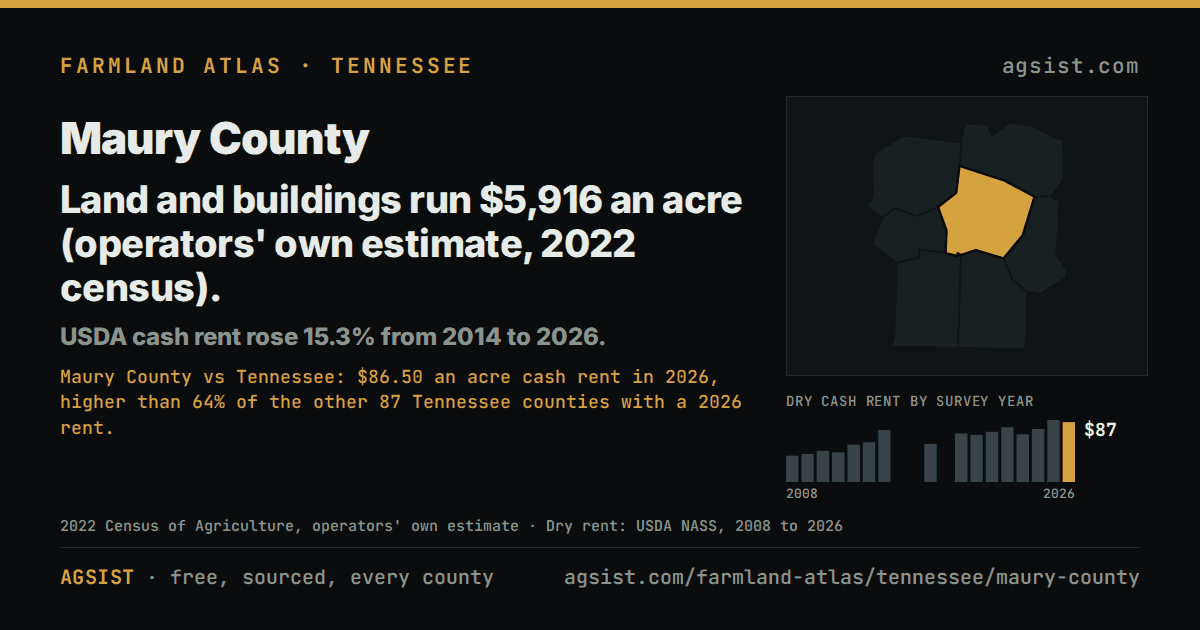 FARMLAND ATLAS · TENNESSEE
agsist.com
Maury County
Land and buildings run $5,916 an acre
(operators' own estimate, 2022
census).
USDA cash rent rose 15.3% from 2014 to 2026.
Maury County vs Tennessee: $86.50 an acre cash rent in 2026,
higher than 64% of the other 87 Tennessee counties with a 2026
rent.
DRY CASH RENT BY SURVEY YEAR
$87
2008
2026
2022 Census of Agriculture, operators' own estimate · Dry rent: USDA NASS, 2008 to 2026
AGSIST · free, sourced, every county
agsist.com/farmland-atlas/tennessee/maury-county